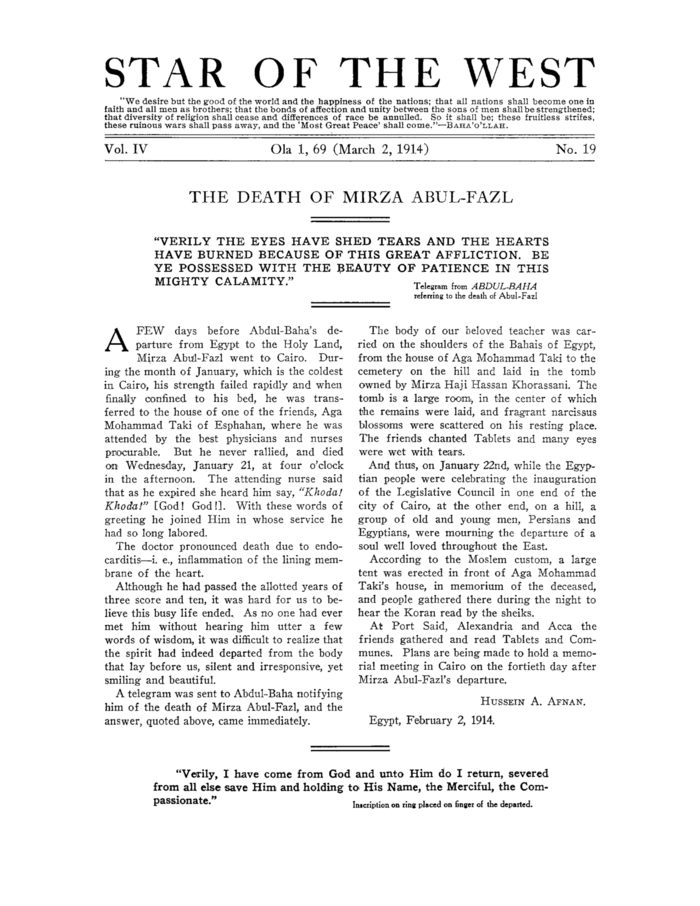 STAR OF THE WEST
"We desire but the good of the world and the happiness of the nations; that all nations shall become one in
faith and all men as brothers; that the bonds of affection and unity between the sons of men shall be strengthened;
that diversity of religion shall cease and differences of race be annulled. So it shall be; these fruitless strifes,
these ruinous wars shall pass away, and the 'Most Great Peace' shall come."—BAHA'O'LLAH.
Vol. IV Ola 1, 69 (March 2, 1914) No. 19
THE DEATH OF MIRZA ABUL-FAZL
"VERILY THE EYES HAVE SHED TEARS AND THE HEARTS
HAVE BURNED BECAUSE OF THIS GREAT AFFLICTION. BE
YE POSSESSED WITH THE BEAUTY OF PATIENCE IN THIS
MIGHTY CALAMITY."
Telegram from ABDUL-BAHA
referring to the death of Abul-Fazl
A FEW days before Abdul-Baha's de-
parture from Egypt to the Holy Land,
Mirza Abul-Fazl went to Cairo. Dur-
ing the month of January, which is the coldest
in Cairo, his strength failed rapidly and when
finally confined to his bed, he was trans-
ferred to the house of one of the friends, Aga
Mohammad Taki of Esphahan, where he was
attended by the best physicians and nurses
procurable. But he never rallied, and died
on Wednesday, January 21, at four o'clock
in the afternoon. The attending nurse said
that as he expired she heard him say, "Khoda!
Khoda!" [God! God!]. With these words of
greeting he joined Him in whose service he
had so long labored.
The doctor pronounced death due to endo-
carditis—i. e., inflammation of the lining mem-
brane of the heart.
Although he had passed the allotted years of
three score and ten, it was hard for us to be-
lieve this busy life ended. As no one had ever
met him without hearing him utter a few
words of wisdom, it was difficult to realize that
the spirit had indeed departed from the body
that lay before us, silent and irresponsive, yet
smiling and beautiful.
A telegram was sent to Abdul-Baha notifying
him of the death of Mirza Abul-Fazl, and the
answer, quoted above, came immediately.
The body of our beloved teacher was car-
ried on the shoulders of the Bahais of Egypt,
from the house of Aga Mohammad Taki to the
cemetery on the hill and laid in the tomb
owned by Mirza Haji Hassan Khorassani. The
tomb is a large room, in the center of which
the remains were laid, and fragrant narcissus
blossoms were scattered on his resting place.
The friends chanted Tablets and many eyes
were wet with tears.
And thus, on January 22nd, while the Egyp-
tian people were celebrating the inauguration
of the Legislative Council in one end of the
city of Cairo, at the other end, on a hill, a
group of old and young men, Persians and
Egyptians, were mourning the departure of a
soul well loved throughout the East.
According to the Moslem custom, a large
tent was erected in front of Aga Mohammad
Taki's house, in memorium of the deceased,
and people gathered there during the night to
hear the Koran read by the sheiks.
At Port Said, Alexandria and Acca the
friends gathered and read Tablets and Com-
munes. Plans are being made to hold a memo-
rial meeting in Cairo on the fortieth day after
Mirza Abul-Fazl's departure.
HUSSEIN A. AFNAN.
Egypt, February 2, 1914.
"Verily, I have come from God and unto Him do I return, severed
from all else save Him and holding to His Name, the Merciful, the Com-
passionate."
Inscription on ring placed on finger of the departed.